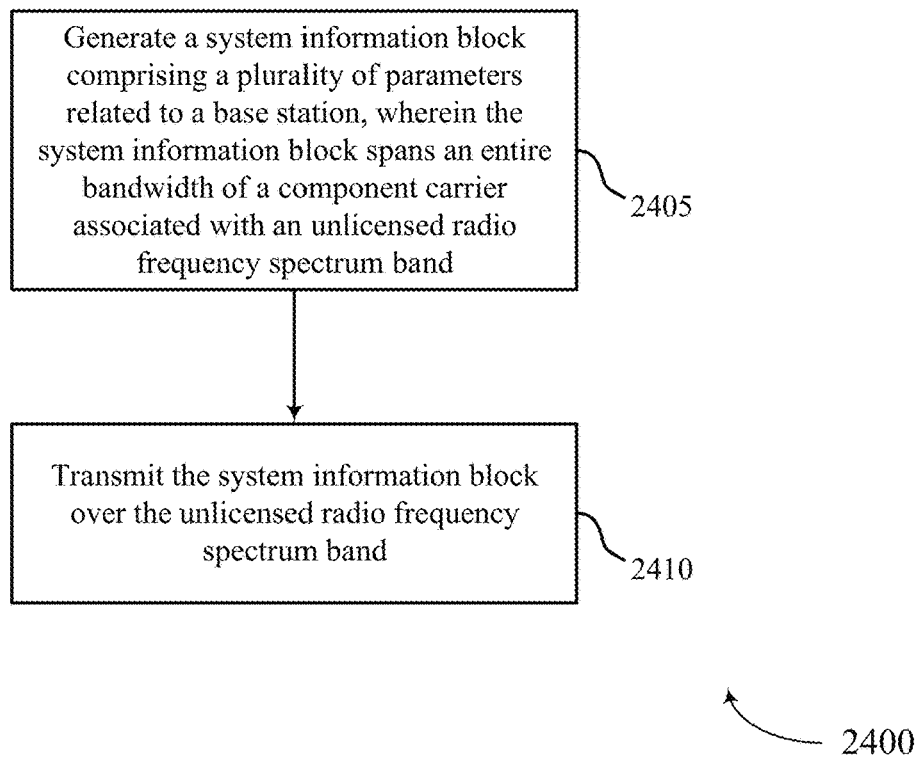 Generate a system information block
comprising a plurality of parameters
related to a base station, wherein the
system information block spans an entire
bandwidth of a component carrier
associated with an unlicensed radio
frequency spectrum band
2405
Transmit the system information block
over the unlicensed radio frequency
spectrum band
2410
2400